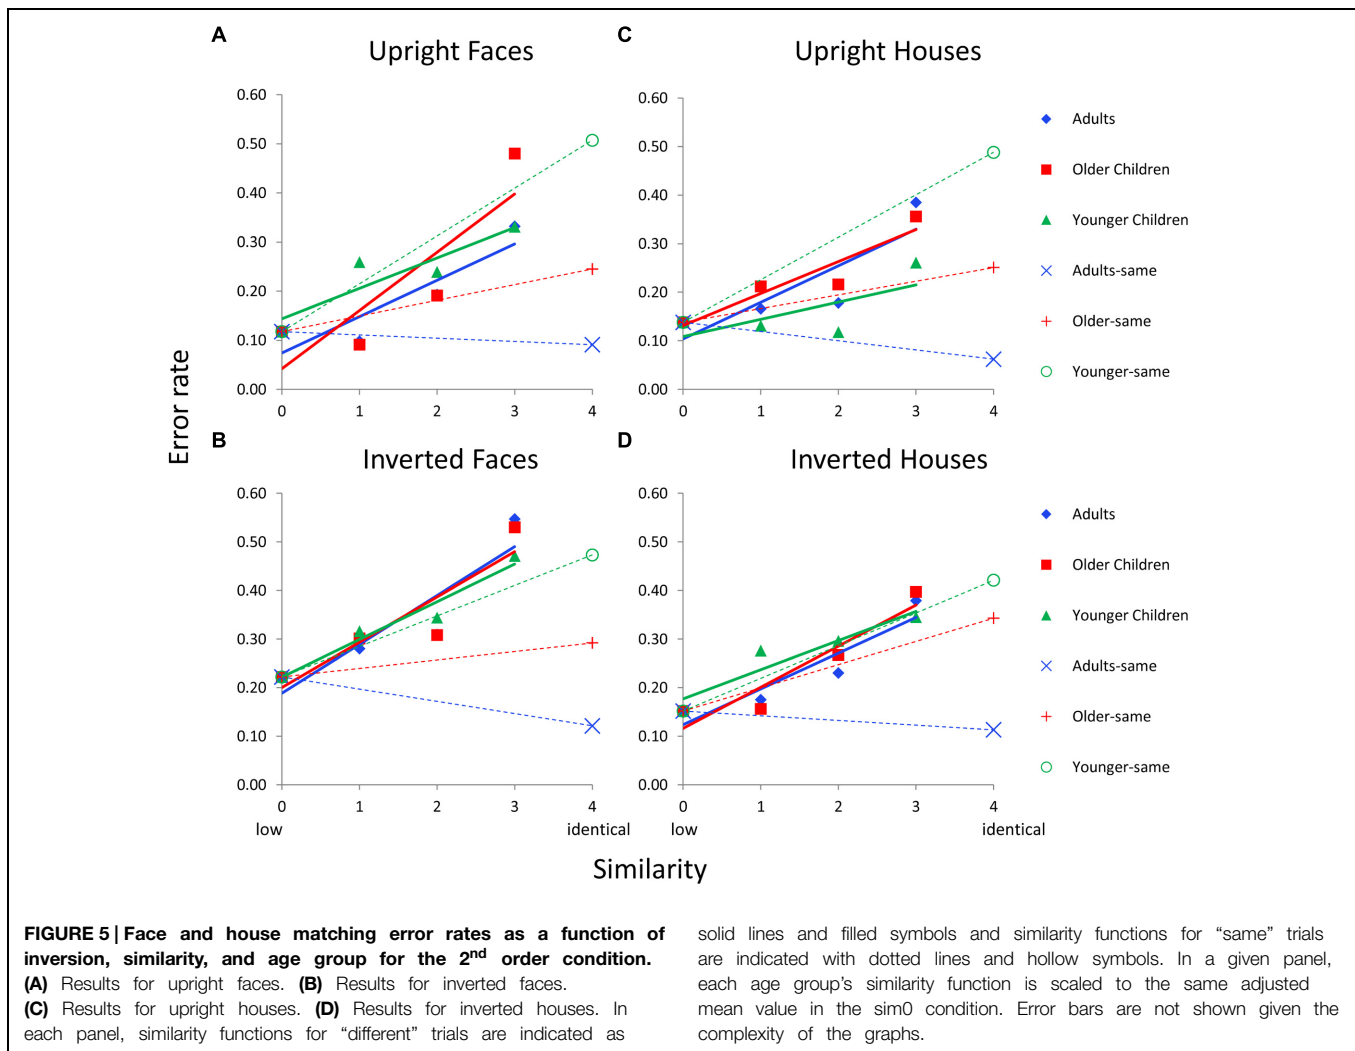 A
Upright Faces
0.60
0.50
0.40
0.30
0.20
0.10
0.00
0 1 2 3 4
C
Upright Houses
0.60
0.50
0.40
0.30
0.20
0.10
0.00
0 1 2 3 4
Adults
Older Children
Younger Children
Adults-same
Older-same
Younger-same
Error rate
B
Inverted Faces
0.60
0.50
0.40
0.30
0.20
0.10
0.00
0 1 2 3 4
low identical
D
Inverted Houses
0.60
0.50
0.40
0.30
0.20
0.10
0.00
0 1 2 3 4
low identical
Adults
Older Children
Younger Children
Adults-same
Older-same
Younger-same
Similarity
FIGURE 5 | Face and house matching error rates as a function of
inversion, similarity, and age group for the 2nd order condition.
(A) Results for upright faces. (B) Results for inverted faces.
(C) Results for upright houses. (D) Results for inverted houses. In
each panel, similarity functions for “different” trials are indicated as
solid lines and filled symbols and similarity functions for “same” trials
are indicated with dotted lines and hollow symbols. In a given panel,
each age group’s similarity function is scaled to the same adjusted
mean value in the sim0 condition. Error bars are not shown given the
complexity of the graphs.